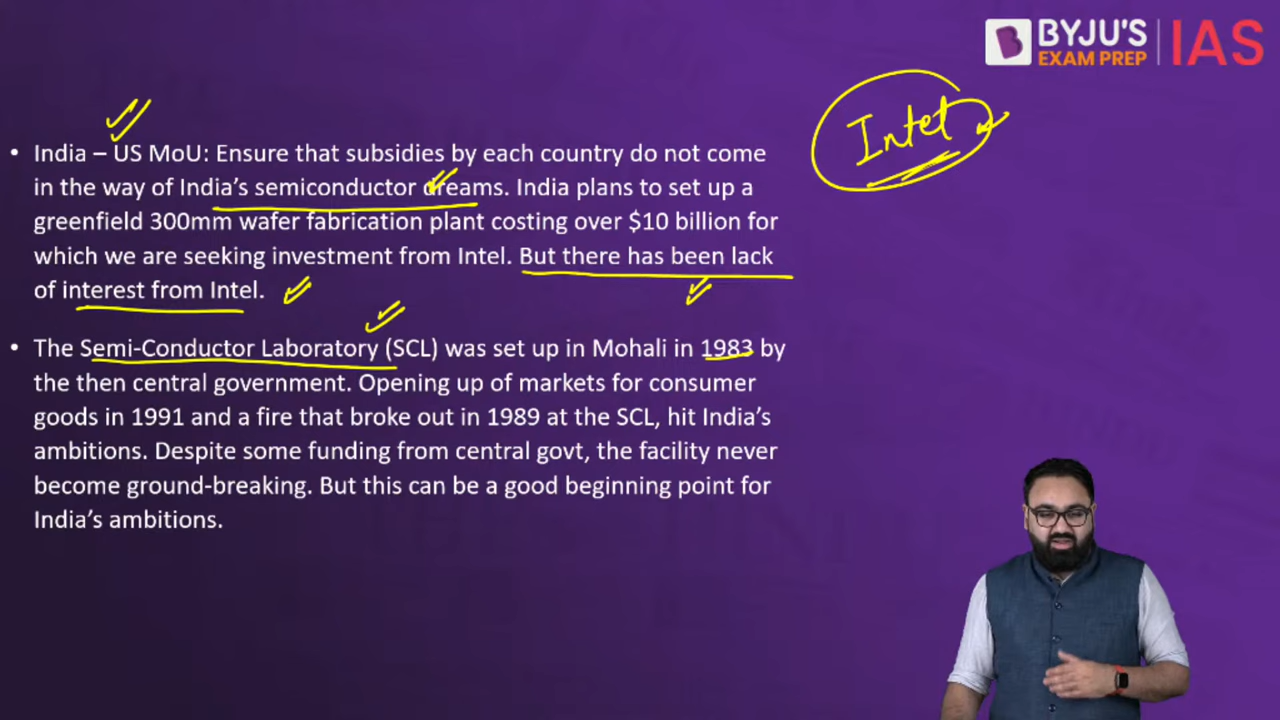 BYJU'S
EXAM PREP
IAS
Intel
• India – US MoU: Ensure that subsidies by each country do not come
in the way of India's semiconductor dreams. India plans to set up a
greenfield 300mm wafer fabrication plant costing over $10 billion for
which we are seeking investment from Intel. But there has been lack
of interest from Intel.
• The Semi-Conductor Laboratory (SCL) was set up in Mohali in 1983 by
the then central government. Opening up of markets for consumer
goods in 1991 and a fire that broke out in 1989 at the SCL, hit India's
ambitions. Despite some funding from central govt, the facility never
become ground-breaking. But this can be a good beginning point for
India's ambitions.